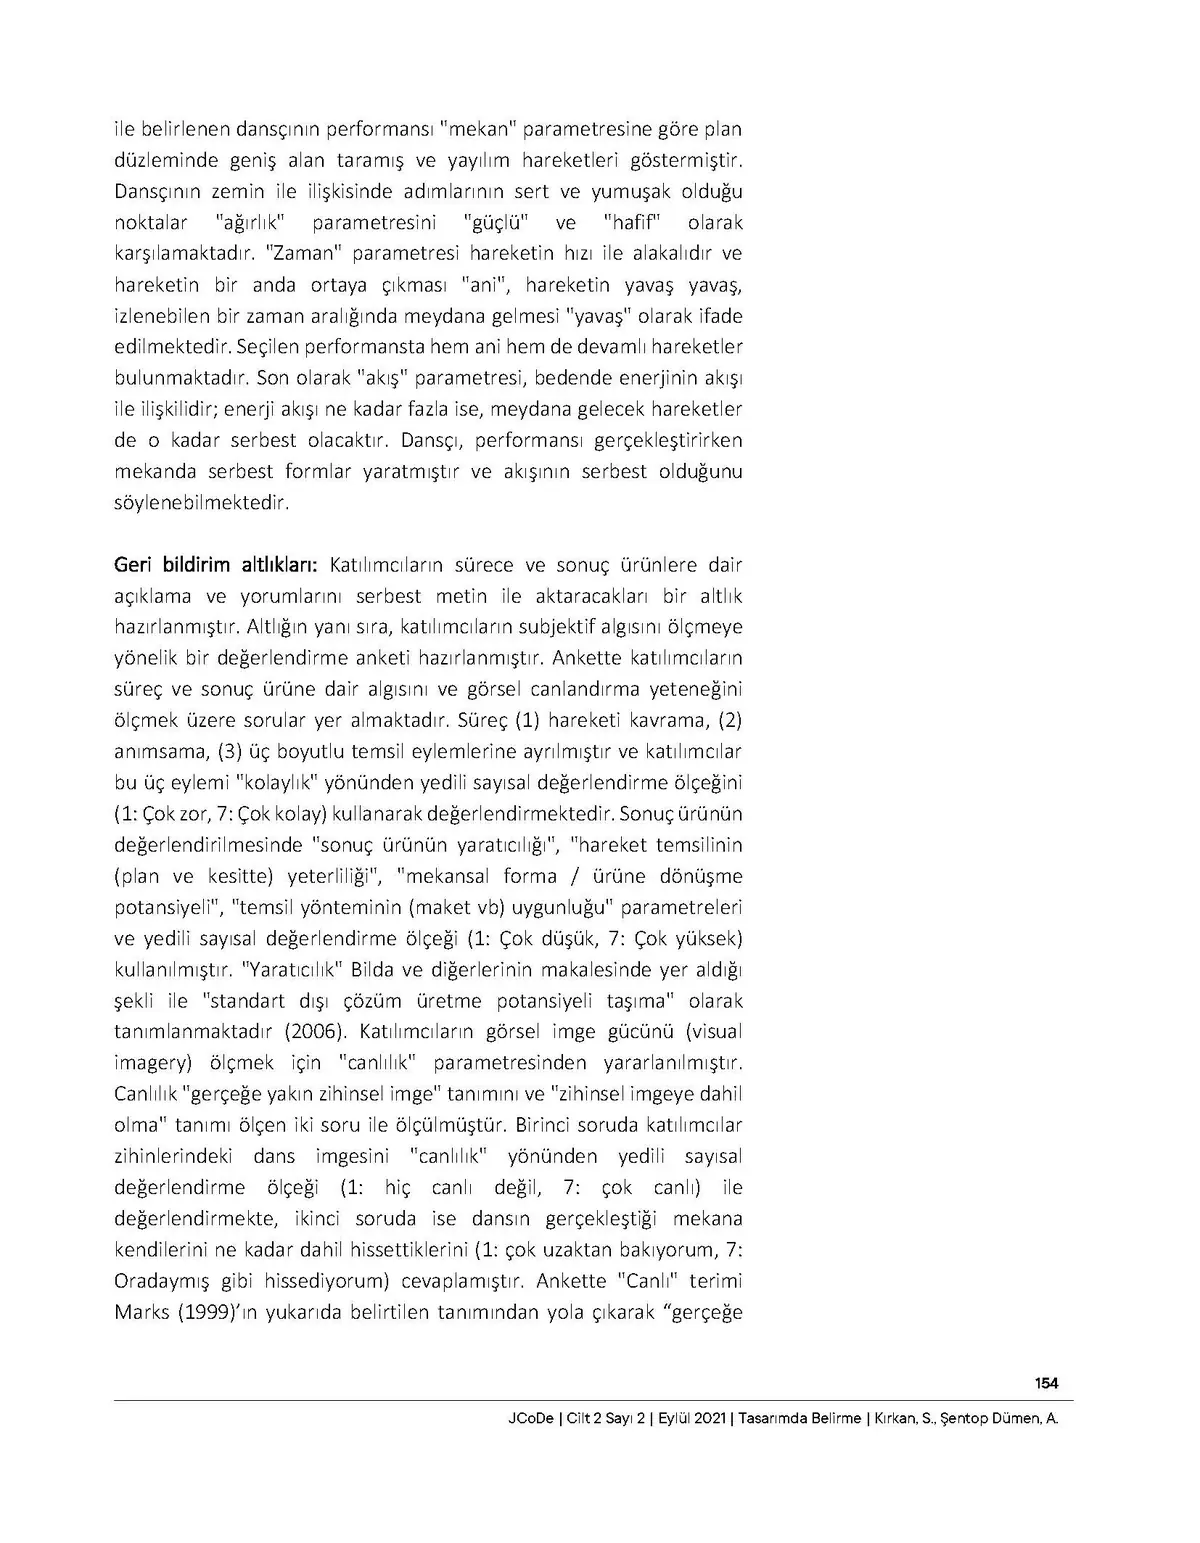 ile belirlenen dansçının performansı "mekan" parametresine göre plan
düzleminde geniş alan taramış ve yayılım hareketleri göstermiştir.
Dansçının zemin ile ilişkisinde adımlarının sert ve yumuşak olduğu
noktalar "ağırlık" parametresini "güçlü" ve "hafif" olarak
karşılamaktadır. "Zaman" parametresi hareketin hızı ile alakalıdır ve
hareketin bir anda ortaya çıkması "ani", hareketin yavaş yavaş,
izlenebilen bir zaman aralığında meydana gelmesi "yavaş" olarak ifade
edilmektedir. Seçilen performansta hem ani hem de devamlı hareketler
bulunmaktadır. Son olarak "akış" parametresi, bedende enerjinin akışı
ile ilişkilidir; enerji akışı ne kadar fazla ise, meydana gelecek hareketler
de o kadar serbest olacaktır. Dansçı, performansı gerçekleştirirken
mekanda serbest formlar yaratmıştır ve akışının serbest olduğunu
söylenebilmektedir.
Geri bildirim altlıkları: Katılımcıların sürece ve sonuç ürünlere dair
açıklama ve yorumlarını serbest metin ile aktaracakları bir altlık
hazırlanmıştır. Altlığın yanı sıra, katılımcıların subjektif algısını ölçmeye
yönelik bir değerlendirme anketi hazırlanmıştır. Ankette katılımcıların
süreç ve sonuç ürüne dair algısını ve görsel canlandırma yeteneğini
ölçmek üzere sorular yer almaktadır. Süreç (1) hareketi kavrama, (2)
anımsama, (3) üç boyutlu temsil eylemlerine ayrılmıştır ve katılımcılar
bu üç eylemi "kolaylık" yönünden yedili sayısal değerlendirme ölçeğini
(1: Çok zor, 7: Çok kolay) kullanarak değerlendirmektedir. Sonuç ürünün
değerlendirilmesinde "sonuç ürünün yaratıcılığı", "hareket temsilinin
(plan ve kesitte) yeterliliği", "mekansal forma / ürüne dönüşme
potansiyeli", "temsil yönteminin (maket vb) uygunluğu" parametreleri
ve yedili sayısal değerlendirme ölçeği (1: Çok düşük, 7: Çok yüksek)
kullanılmıştır. "Yaratıcılık" Bilda ve diğerlerinin makalesinde yer aldığı
şekli ile "standart dışı çözüm üretme potansiyeli taşıma" olarak
tanımlanmaktadır (2006). Katılımcıların görsel imge gücünü (visual
imagery) ölçmek için "canlılık" parametresinden yararlanılmıştır.
Canlılık "gerçeğe yakın zihinsel imge" tanımını ve "zihinsel imgeye dahil
olma" tanımı ölçen iki soru ile ölçülmüştür. Birinci soruda katılımcılar
zihinlerindeki dans imgesini "canlılık" yönünden yedili sayısal
değerlendirme ölçeği (1: hiç canlı değil, 7: çok canlı) ile
değerlendirmekte, ikinci soruda ise dansın gerçekleştiği mekana
kendilerini ne kadar dahil hissettiklerini (1: çok uzaktan bakıyorum, 7:
Oradaymış gibi hissediyorum) cevaplamıştır. Ankette "Canlı" terimi
Marks (1999)’ın yukarıda belirtilen tanımından yola çıkarak “gerçeğe
154
JCoDe | Cilt 2 Sayı 2 | Eylül 2021 | Tasarımda Belirme | Kırkan, S., Şentop Dümen, A.